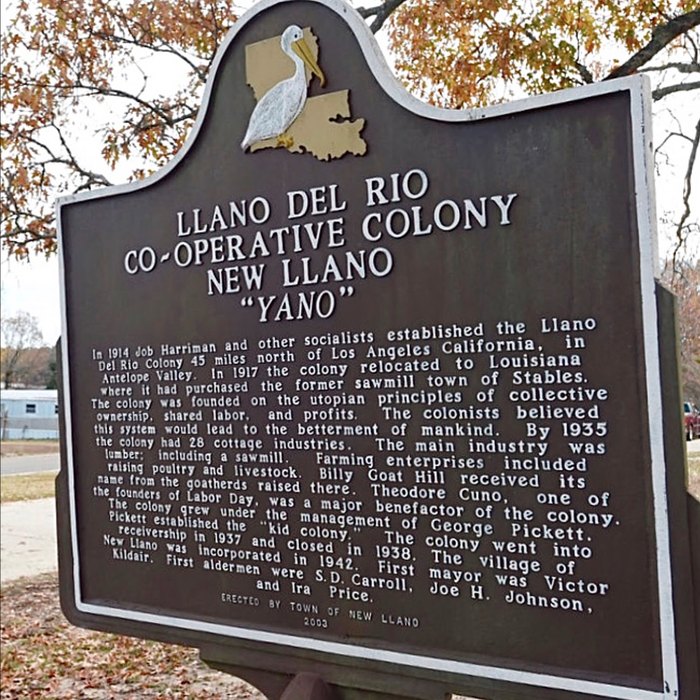 LLANO DEL RIO
CO-OPERATIVE COLONY
NEW LLANO
"YANO"
In 1914 Job Harriman and other socialists established the Llano
Del Rio Colony 45 miles north of Los Angeles California, in
Antelope Valley. In 1917 the colony relocated to Louisiana
where it had purchased the former sawmill town of Stables.
The colony was founded on the utopian principles of collective
ownership, shared labor, and profits. The colonists believed
this system would lead to the betterment of mankind. By 1935
the colony had 28 cottage industries. The main industry was
lumber; including a sawmill. Farming enterprises included
raising poultry and livestock. Billy Goat Hill received its
name from the goatherds raised there. Theodore Cuno, one of
the founders of Labor Day, was a major benefactor of the colony.
The colony grew under the management of George Pickett.
Pickett established the "kid colony." The colony went into
receivership in 1937 and closed in 1938. The village of
New Llano was incorporated in 1942. First mayor was Victor
Kildair. First aldermen were S.D. Carroll, Joe H. Johnson,
and Ira Price.
ERECTED BY TOWN OF NEW LLANO
2003